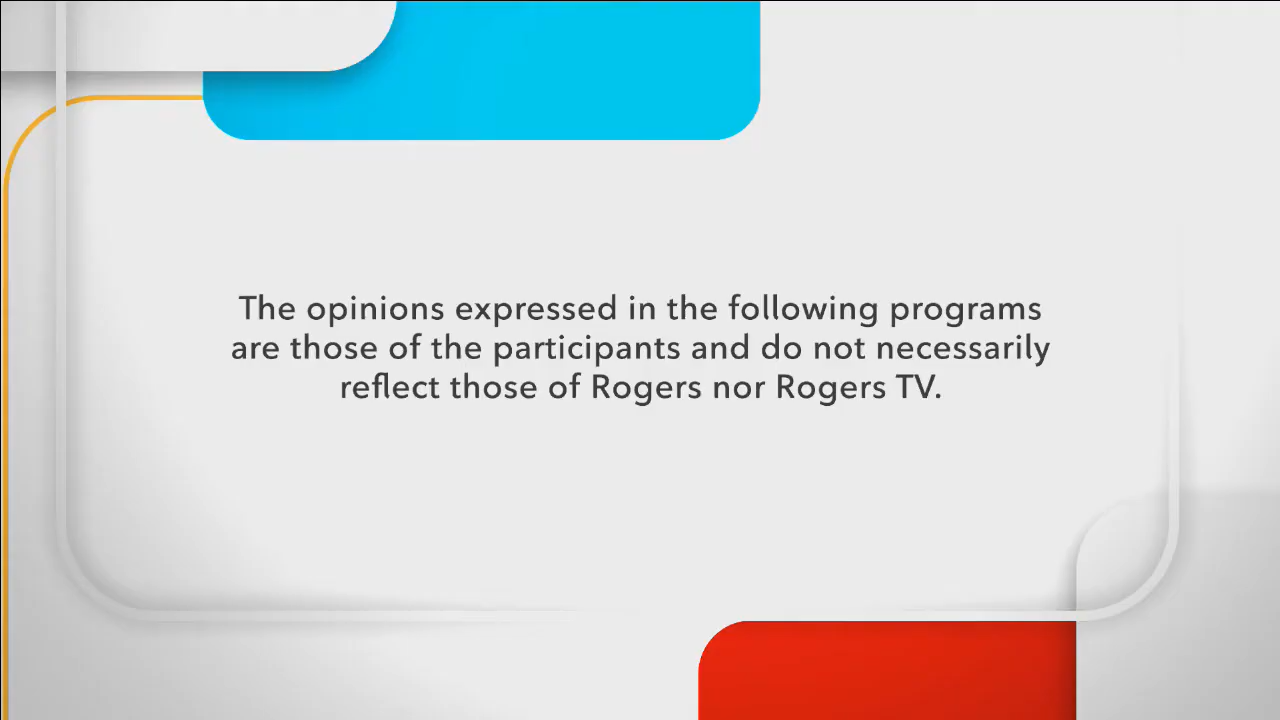 The opinions expressed in the following programs
are those of the participants and do not necessarily
reflect those of Rogers nor Rogers TV.